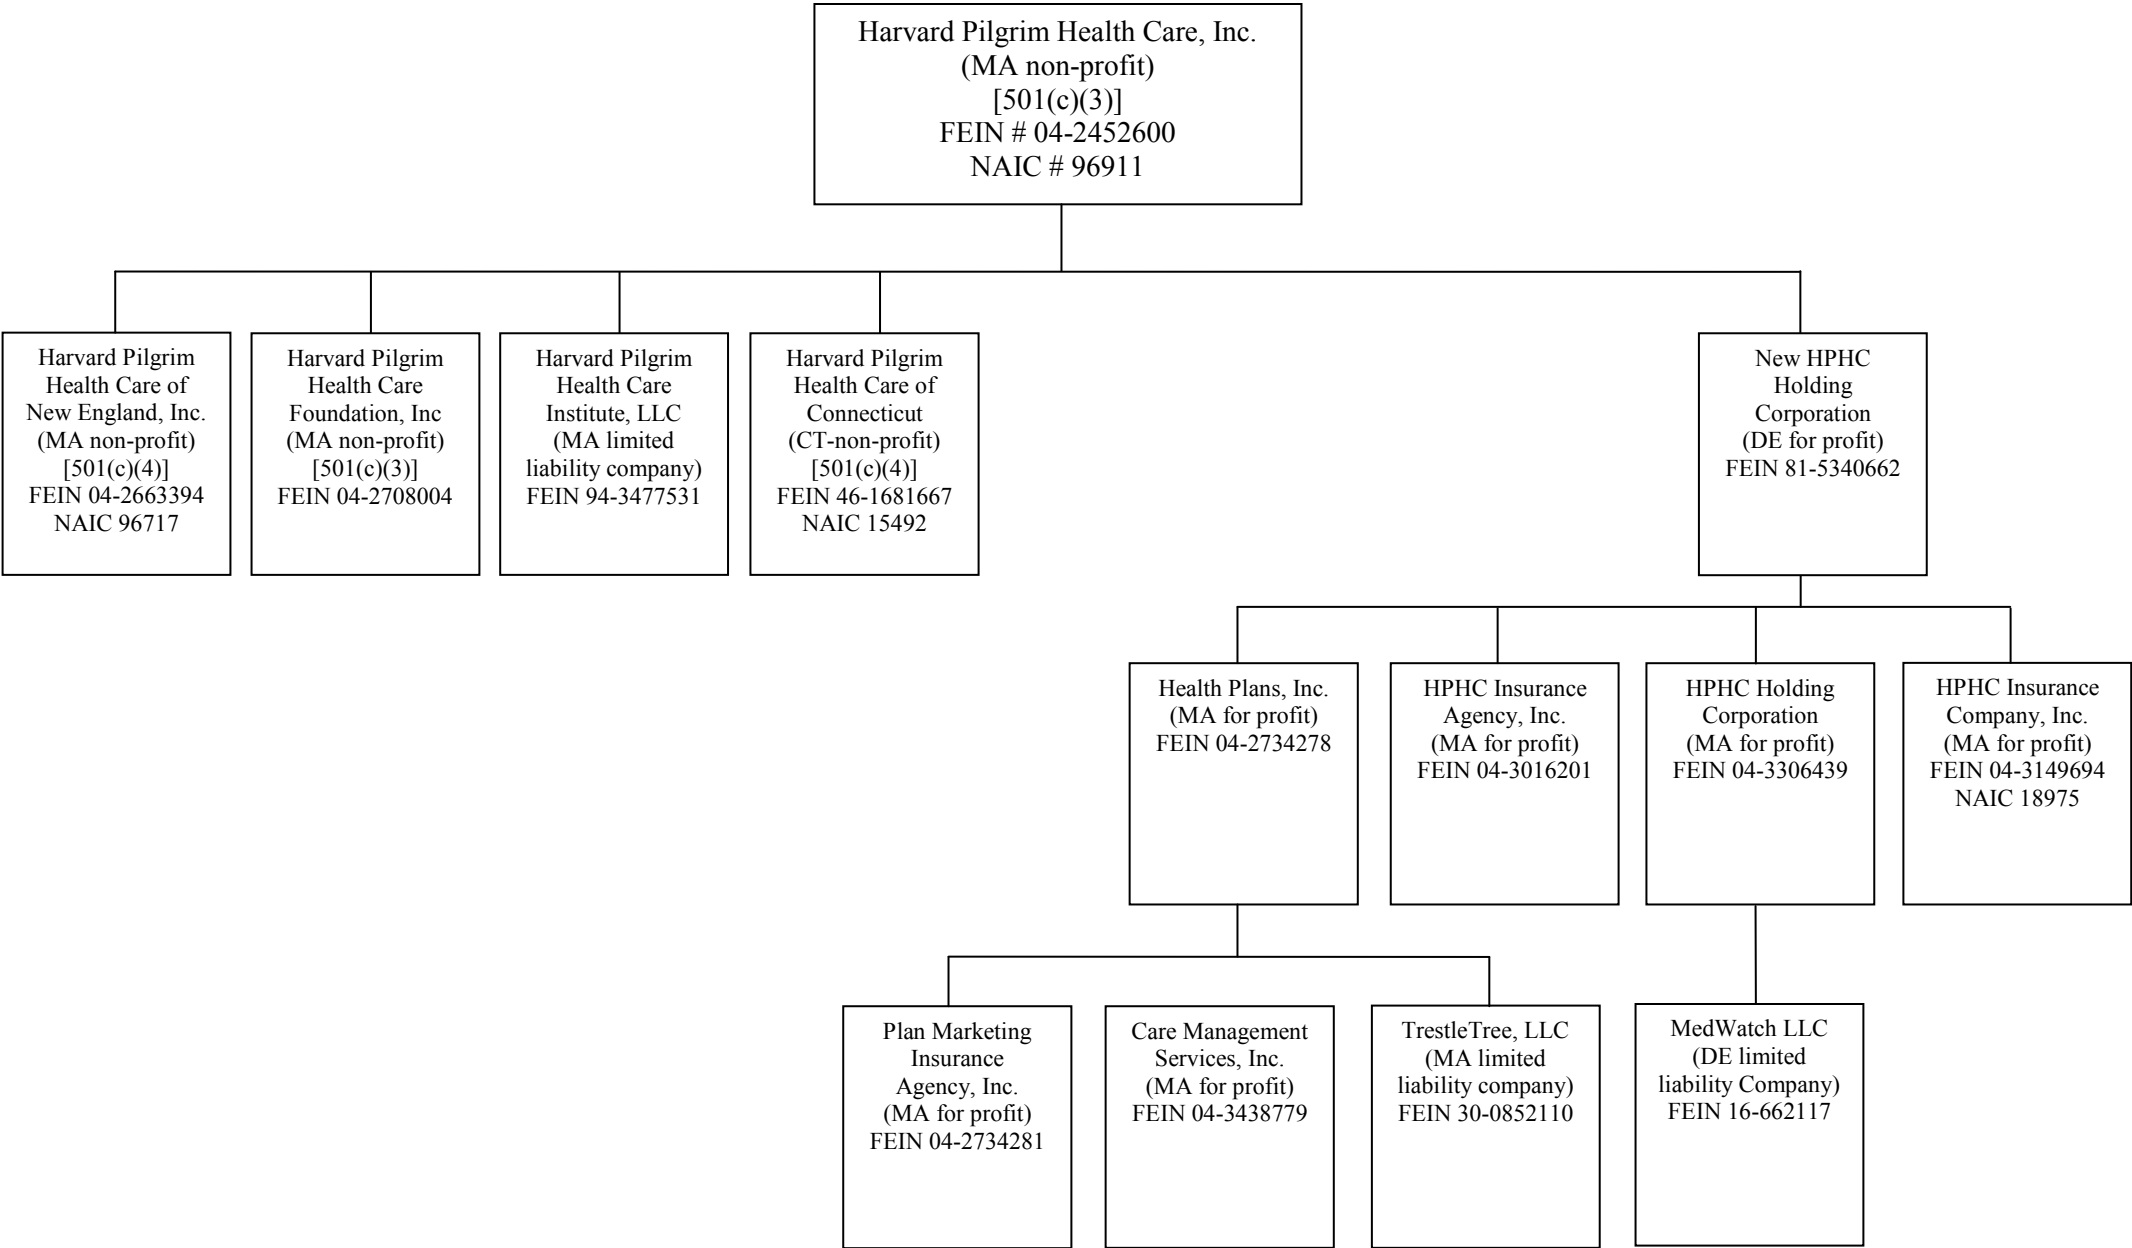 Harvard Pilgrim Health Care, Inc.
(MA non-profit)
[501(c)(3)]
FEIN # 04-2452600
NAIC # 96911
Harvard Pilgrim
Health Care of
New England, Inc.
(MA non-profit)
[501(c)(4)]
FEIN 04-2663394
NAIC 96717
Harvard Pilgrim
Health Care
Foundation, Inc
(MA non-profit)
[501(c)(3)]
FEIN 04-2708004
Harvard Pilgrim
Health Care
Institute, LLC
(MA limited
liability company)
FEIN 94-3477531
Harvard Pilgrim
Health Care of
Connecticut
(CT-non-profit)
[501(c)(4)]
FEIN 46-1681667
NAIC 15492
New HPHC
Holding
Corporation
(DE for profit)
FEIN 81-5340662
Health Plans, Inc.
(MA for profit)
FEIN 04-2734278
HPHC Insurance
Agency, Inc.
(MA for profit)
FEIN 04-3016201
HPHC Holding
Corporation
(MA for profit)
FEIN 04-3306439
HPHC Insurance
Company, Inc.
(MA for profit)
FEIN 04-3149694
NAIC 18975
Plan Marketing
Insurance
Agency, Inc.
(MA for profit)
FEIN 04-2734281
Care Management
Services, Inc.
(MA for profit)
FEIN 04-3438779
TrestleTree, LLC
(MA limited
liability company)
FEIN 30-0852110
MedWatch LLC
(DE limited
liability Company)
FEIN 16-662117